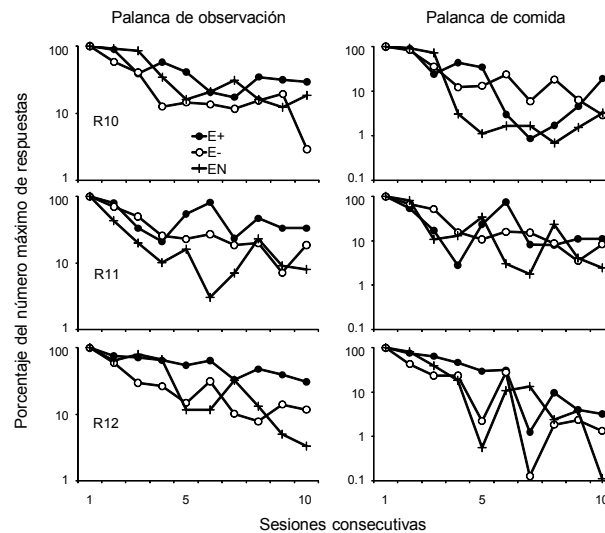 Palanca de observación Palanca de comida
Porcentaje del número máximo de respuestas
100 100
10 10
R10 1
E+
E-
EN
1 0.1
100 100
10 10
R11 1
1 0.1
100 100
10 10
R12 1
1 0.1
1 5 10 1 5 10
Sesiones consecutivas